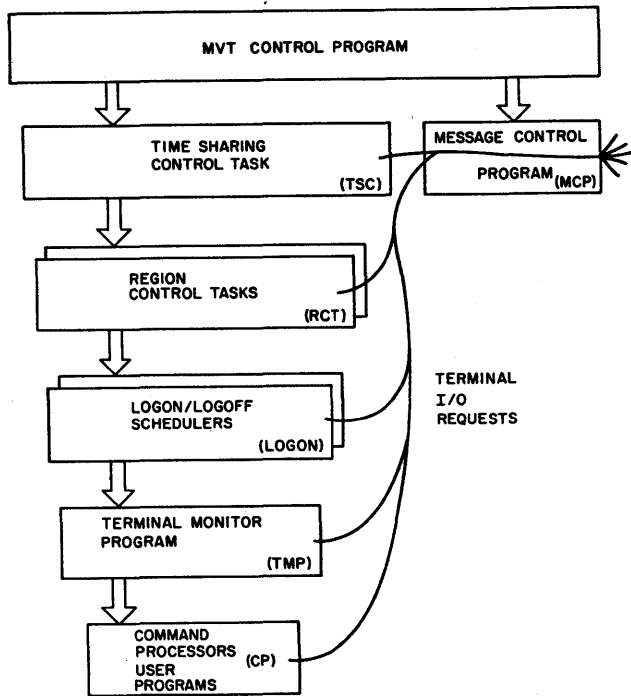 MVT CONTROL PROGRAM
TIME SHARING
CONTROL TASK
(TSC)
MESSAGE CONTROL
PROGRAM (MCP)
REGION
CONTROL TASKS
(RCT)
LOGON/LOGOFF
SCHEDULERS
(LOGON)
TERMINAL
I/O
REQUESTS
TERMINAL MONITOR
PROGRAM
(TMP)
COMMAND
PROCESSORS (CP)
USER
PROGRAMS